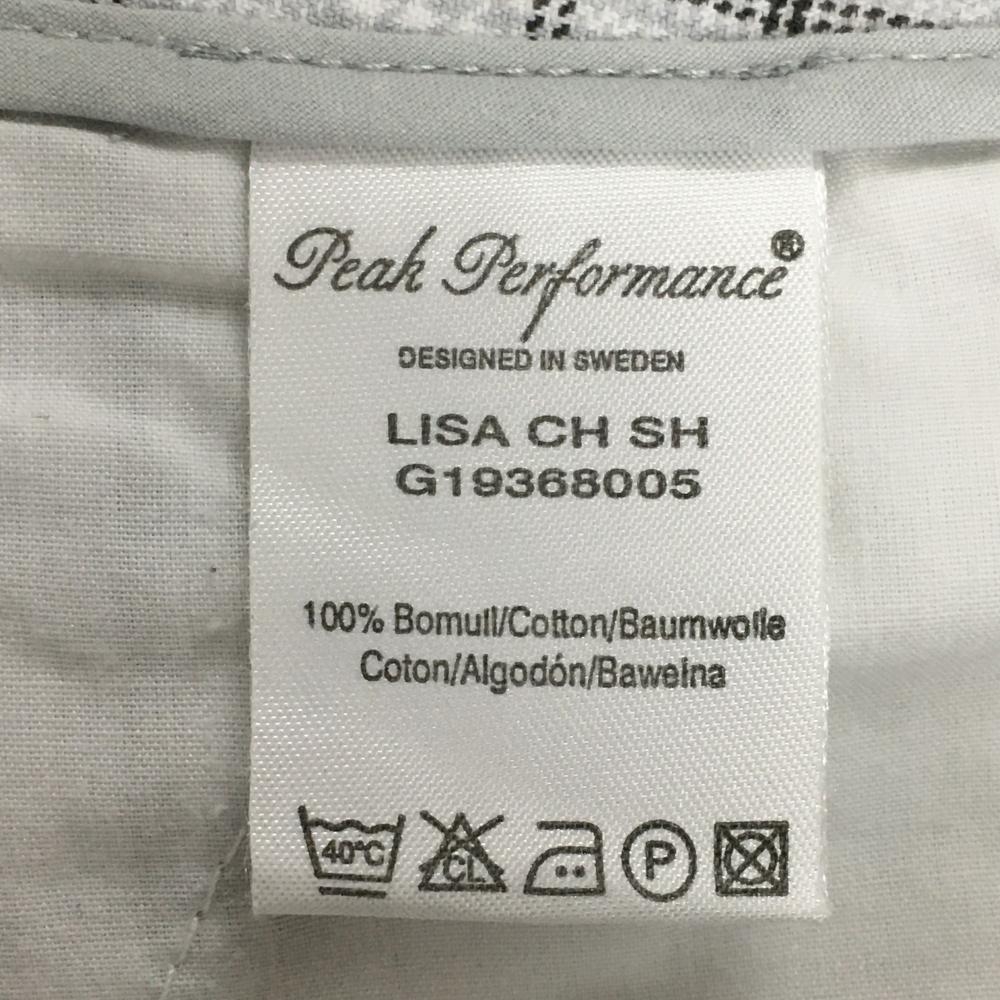 Peak Performance®
DESIGNED IN SWEDEN
LISA CH SH
G19368005
100% Bomull/Cotton/Baumwolle
Coton/Algodón/Bawelna
40°C CL P